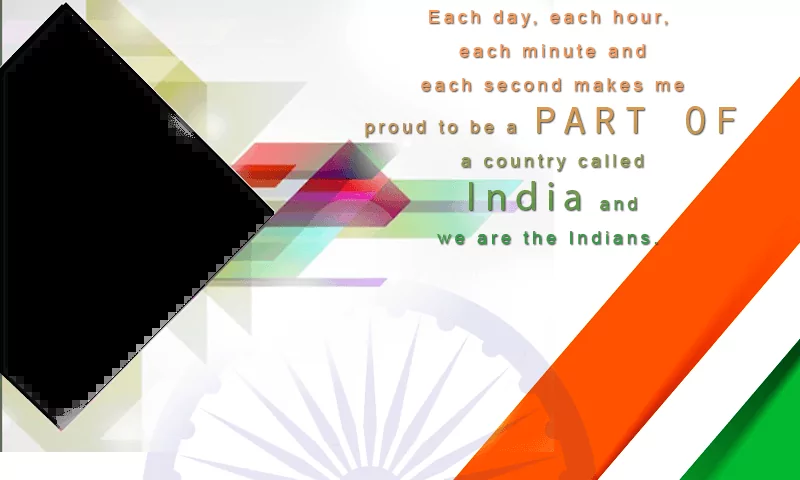 Each day, each hour,
each minute and
each second makes me
proud to be a PART OF
a country called
India and
we are the Indians.